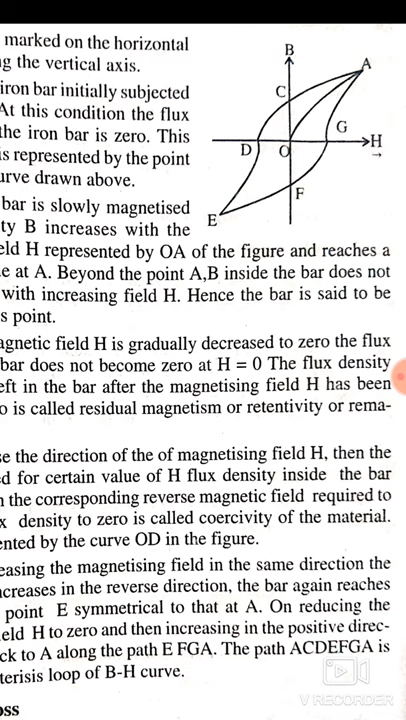 marked on the horizontal
g the vertical axis.
iron bar initially subjected
At this condition the flux
the iron bar is zero. This
is represented by the point
urve drawn above.
bar is slowly magnetised
ty B increases with the
eld H represented by OA of the figure and reaches a
e at A. Beyond the point A,B inside the bar does not
with increasing field H. Hence the bar is said to be
s point.
agnetic field H is gradually decreased to zero the flux
bar does not become zero at H = 0 The flux density
eft in the bar after the magnetising field H has been
o is called residual magnetism or retentivity or rema-
se the direction of the of magnetising field H, then the
d for certain value of H flux density inside the bar
n the corresponding reverse magnetic field required to
x density to zero is called coercivity of the material.
ented by the curve OD in the figure.
easing the magnetising field in the same direction the
creases in the reverse direction, the bar again reaches
point E symmetrical to that at A. On reducing the
eld H to zero and then increasing in the positive direc-
ck to A along the path E FGA. The path ACDEFGA is
terisis loop of B-H curve.
oss
B
A
C
G
D
O
H
F
E
V RECORDER